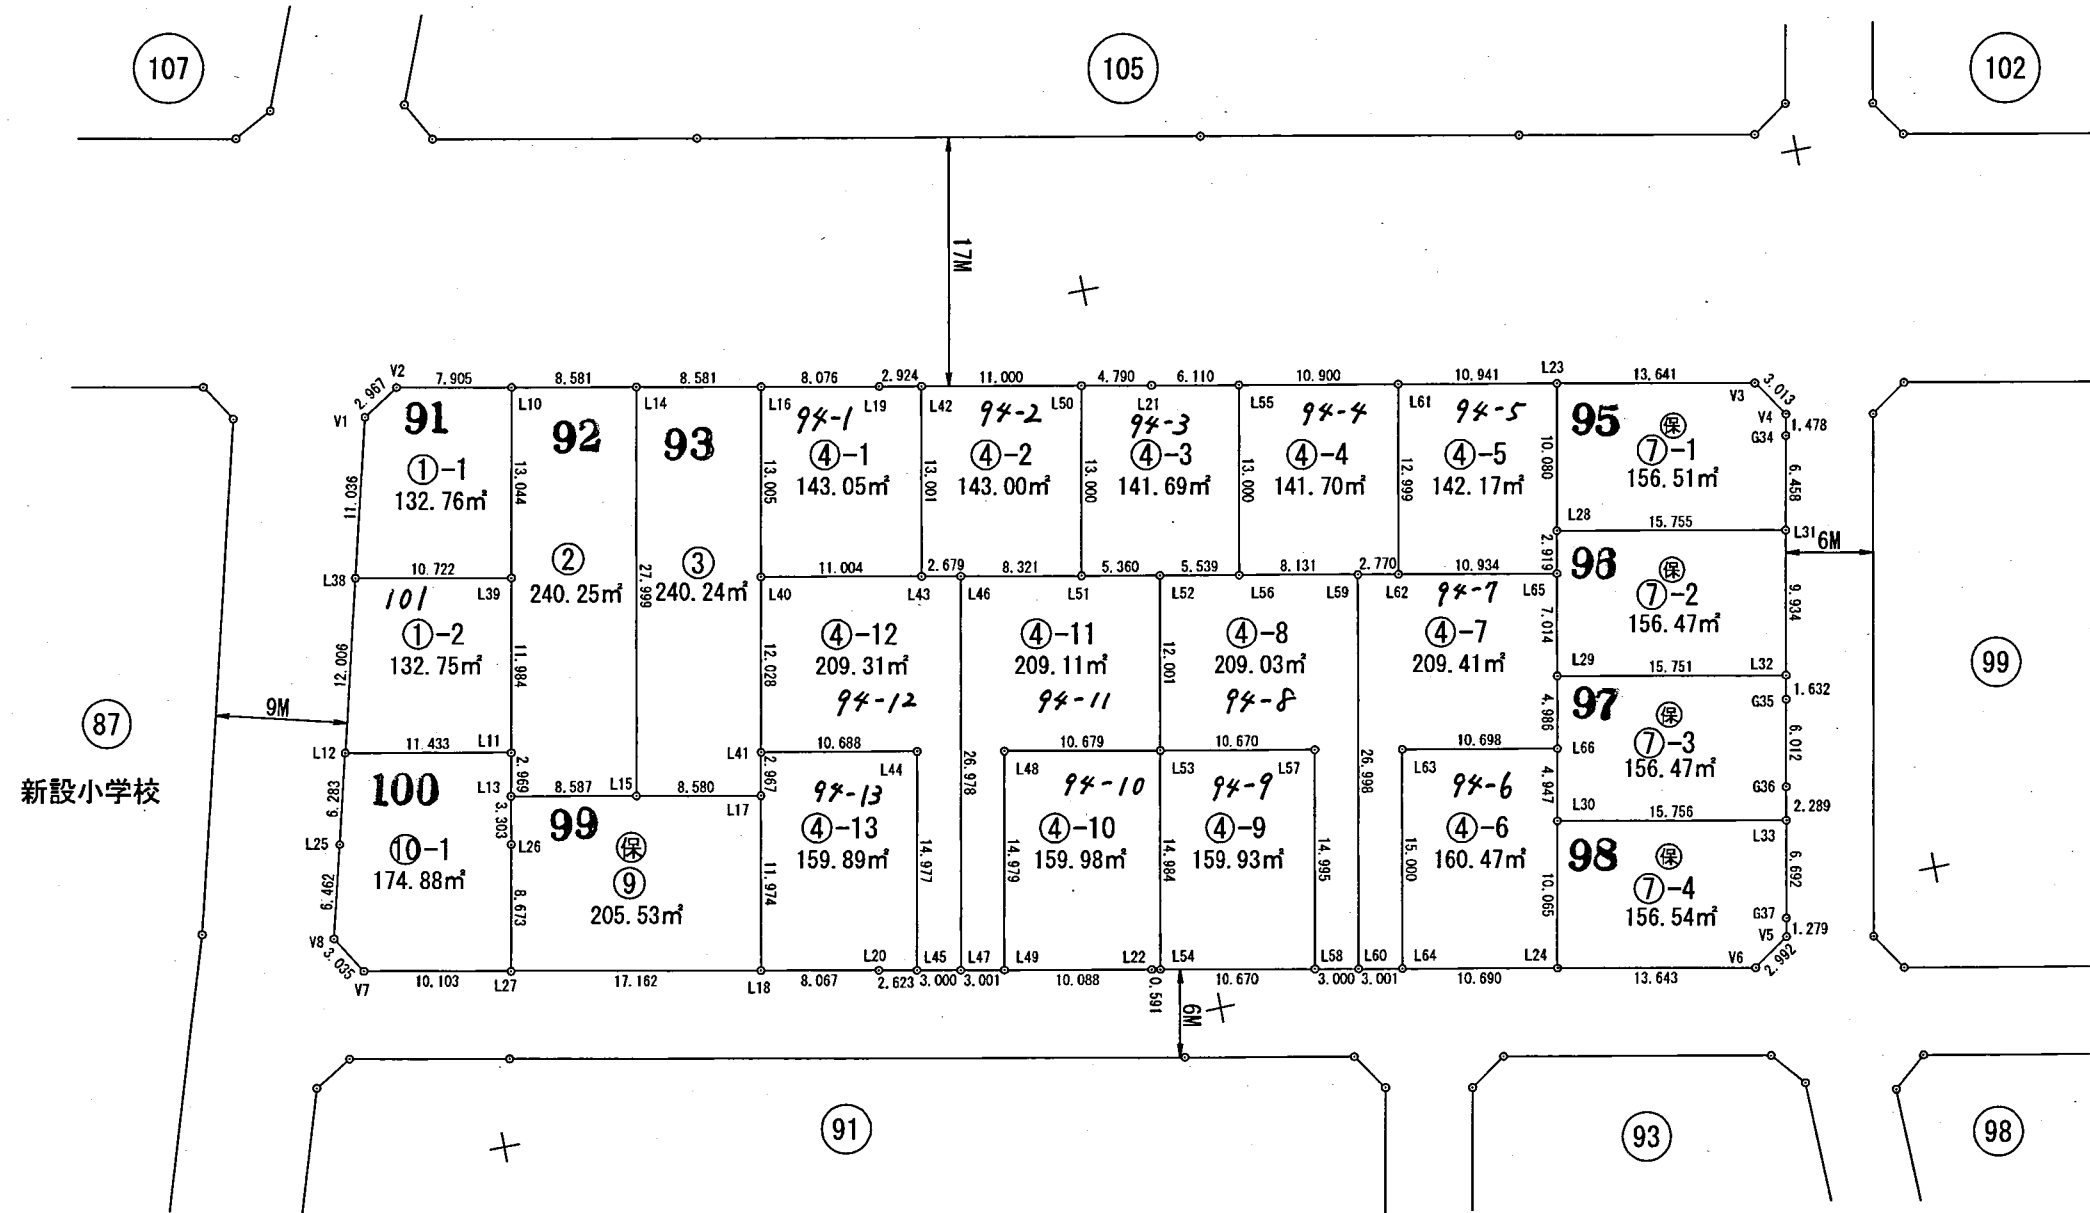 107
105
102
17M
V2
2.967
7.905
8.581
8.581
8.076
2.924
11.000
4.790
6.110
10.900
10.941
L23
13.641
3.013
V1
L10
L14
L16
L19
L42
L50
L21
L55
L61
V3
V4
1.478
G34
91
92
93
94-1
94-2
94-3
94-4
94-5
95
保
①-1
132.76㎡
④-1
143.05㎡
④-2
143.00㎡
④-3
141.69㎡
④-4
141.70㎡
④-5
142.17㎡
⑦-1
156.51㎡
11.036
13.044
13.005
13.001
13.000
13.000
12.999
10.080
6.458
L28
15.755
L31
6M
②
240.25㎡
27.999
③
240.24㎡
L38
10.722
L39
11.004
2.679
8.321
5.360
5.539
8.131
2.770
10.934
2.919
96
保
L40
L43
L46
L51
L52
L56
L59
L62
L65
101
①-2
132.75㎡
④-12
209.31㎡
94-12
④-11
209.11㎡
94-11
④-8
209.03㎡
94-8
94-7
④-7
209.41㎡
⑦-2
156.47㎡
9.934
99
12.006
11.984
12.028
12.001
7.014
L29
15.751
L32
1.632
G35
9M
87
新設小学校
L12
11.433
L11
L41
10.688
L44
10.679
L48
L53
10.670
L57
10.698
L63
L66
4.986
97
保
⑦-3
156.47㎡
6.012
G36
2.289
6.283
100
2.969
L13
8.587
L15
8.580
L17
2.967
94-13
④-13
159.89㎡
26.978
94-10
④-10
159.98㎡
94-9
④-9
159.93㎡
26.998
94-6
④-6
160.47㎡
4.947
L30
15.756
L33
L25
⑩-1
174.88㎡
3.303
L26
99
保
⑨
205.53㎡
11.974
14.977
14.979
14.984
14.995
15.000
98
保
⑦-4
156.54㎡
10.065
6.692
G37
V5
1.279
6.462
8.673
V8
3.035
V7
10.103
L27
17.162
L18
8.067
L20
2.623
L45
3.000
L47
3.001
L49
10.088
L22
L54
0.591
10.670
L58
3.000
L60
3.001
L64
10.690
L24
13.643
V6
2.992
6M
91
93
98